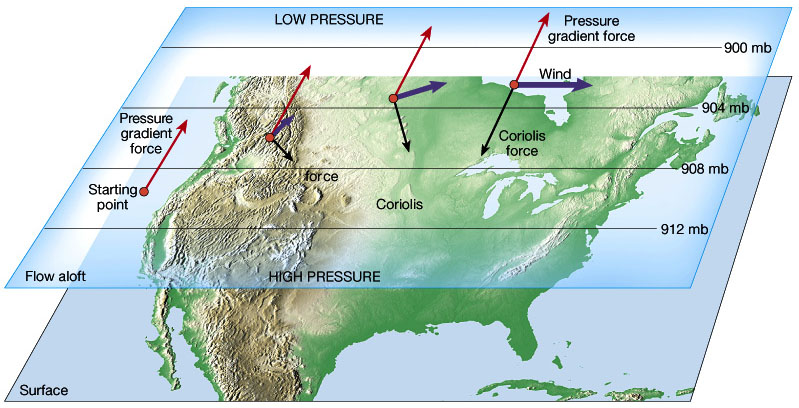 LOW PRESSURE
Pressure
gradient force
900 mb
Wind
904 mb
Pressure
gradient
force
Coriolis
force
force
908 mb
Starting
point
Coriolis
912 mb
Flow aloft
HIGH PRESSURE
Surface